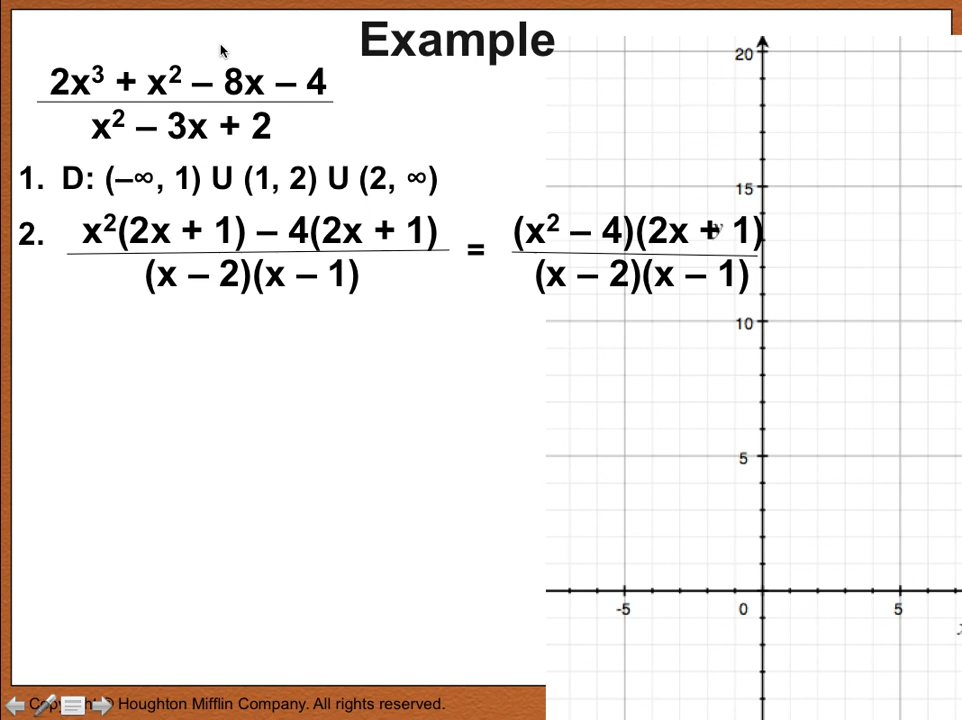 Example
2x³ + x² – 8x – 4
x² – 3x + 2
1. D: (–∞, 1) U (1, 2) U (2, ∞)
2. x²(2x + 1) – 4(2x + 1) = (x² – 4)(2x + 1)
(x – 2)(x – 1) (x – 2)(x – 1)
y
20
15
10
5
-5 0 5
x
© Houghton Mifflin Company. All rights reserved.